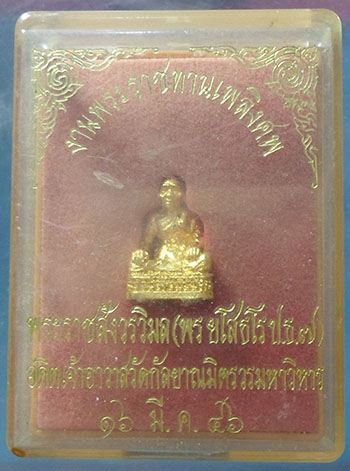 งานพระราชทานเพลิงศพ
พระราชสังวรวิมล(พร ยโสธโร ป.ธ.๗)
อดีตเจ้าอาวาสวัดกัลยาณมิตรวรมหาวิหาร
๑๖ มี.ค. ๔๖